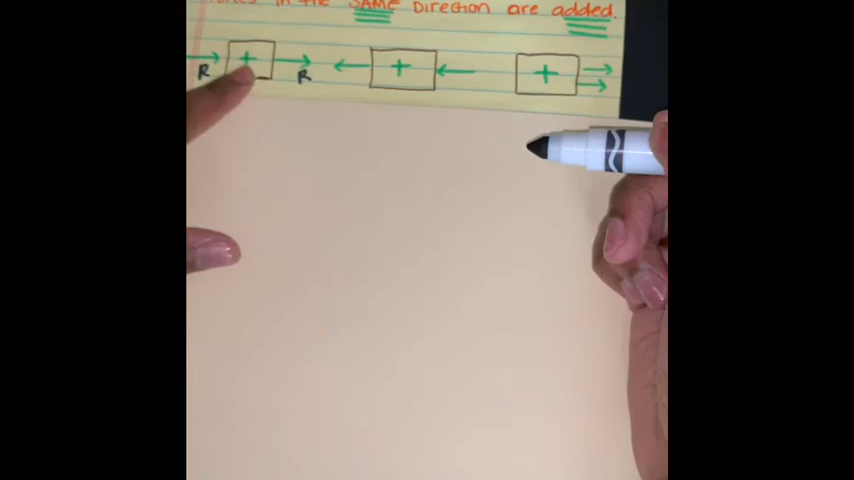 in the SAME Direction are added.
+ + +
R R